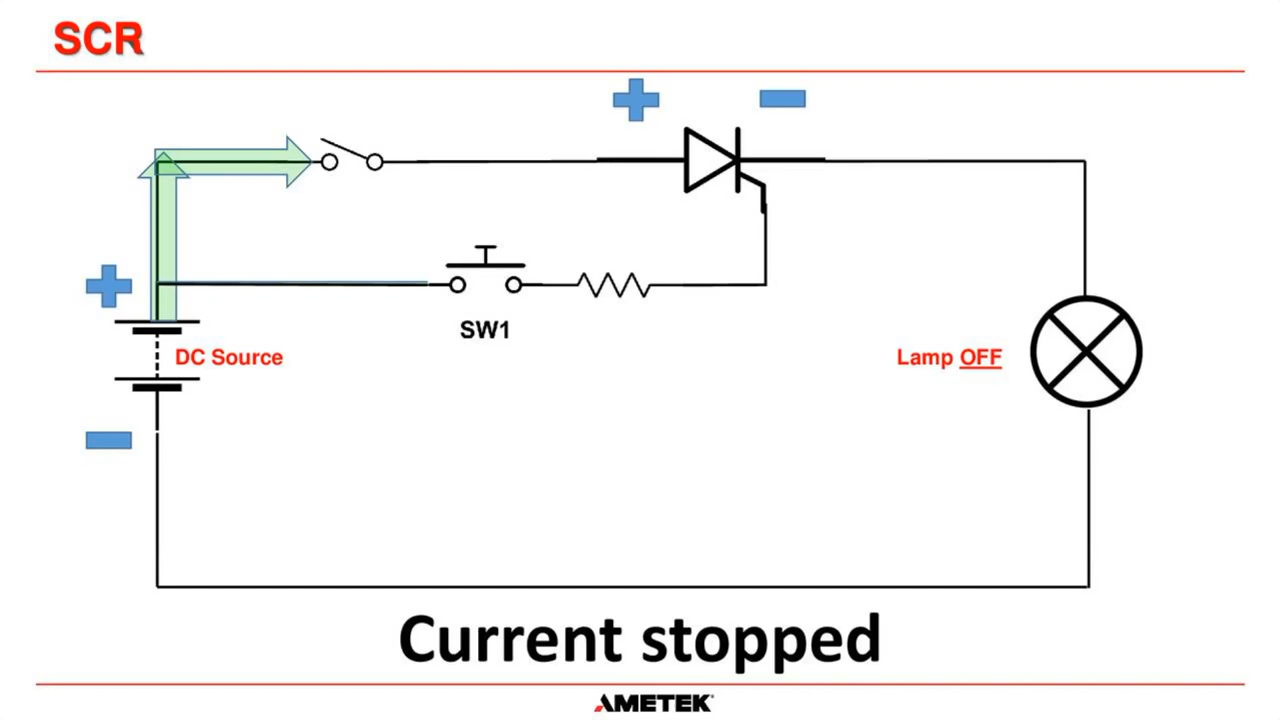 SCR
DC Source
SW1
Lamp OFF
Current stopped
AMETEK